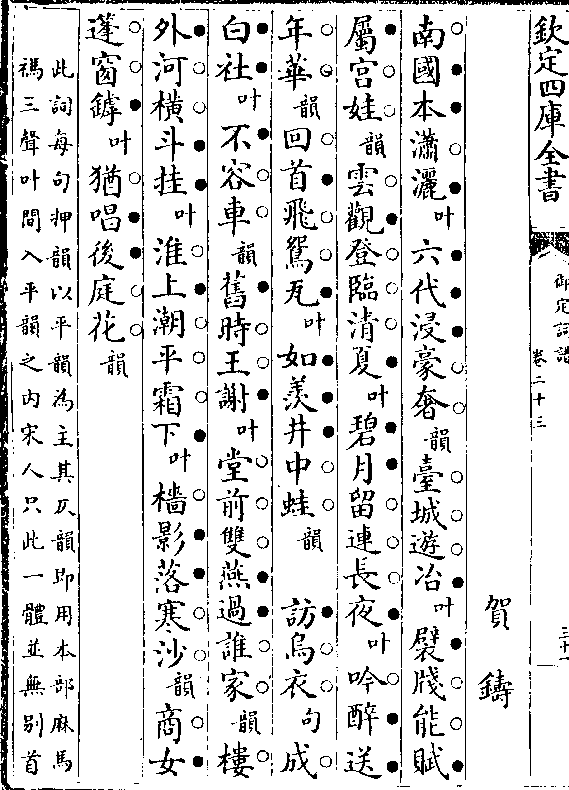 欽定四庫全書
御定詞譜
卷二十三
三十一
賀鑄
南國本瀟灑叶六代浸豪奢韻臺城遊冶叶襞牋能賦
屬宮娃韻雲觀登臨清夏叶碧月留連長夜叶吟醉送
年華韻回首飛鴛瓦叶如羨井中蛙韻 訪烏衣句成
白社叶不容車韻舊時王謝叶堂前雙燕過誰家韻樓
外河橫斗挂叶淮上潮平霜下叶檣影落寒沙韻商女
蓬窗罅叶猶唱後庭花韻
此詞每句押韻以平韻為主其仄韻即用本部麻馬
禡三聲叶間入平韻之内宋人只此一體並無别首